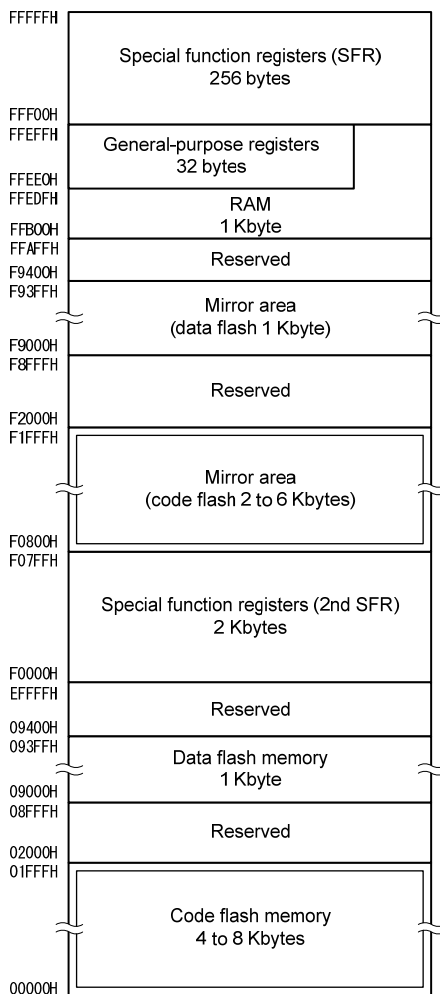 FFFFFH
Special function registers (SFR)
256 bytes
FFF00H
FFEFFH
General-purpose registers
32 bytes
FFEE0H
FFEDFH
RAM
1 Kbyte
FFB00H
FFAFFH
Reserved
F9400H
F93FFH
Mirror area
(data flash 1 Kbyte)
F9000H
F8FFFH
Reserved
F2000H
F1FFFH
Mirror area
(code flash 2 to 6 Kbytes)
F0800H
F07FFH
Special function registers (2nd SFR)
2 Kbytes
F0000H
EFFFFH
Reserved
09400H
093FFH
Data flash memory
1 Kbyte
09000H
08FFFH
Reserved
02000H
01FFFH
Code flash memory
4 to 8 Kbytes
00000H